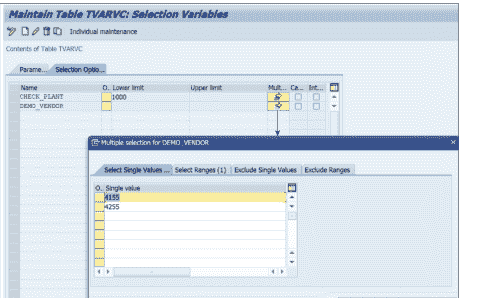 Maintain Table TVARVC: Selection Variables
Individual maintenance
Contents of Table TVARVC
Parame... Selection Optio...
Name O.. Lower limit Upper limit Mult... Ca... Int...
CHECK_PLANT 1000
DEMO_VENDOR
Multiple selection for DEMO_VENDOR
Select Single Values ... Select Ranges (1) Exclude Single Values Exclude Ranges
O.. Single value
4155
4255